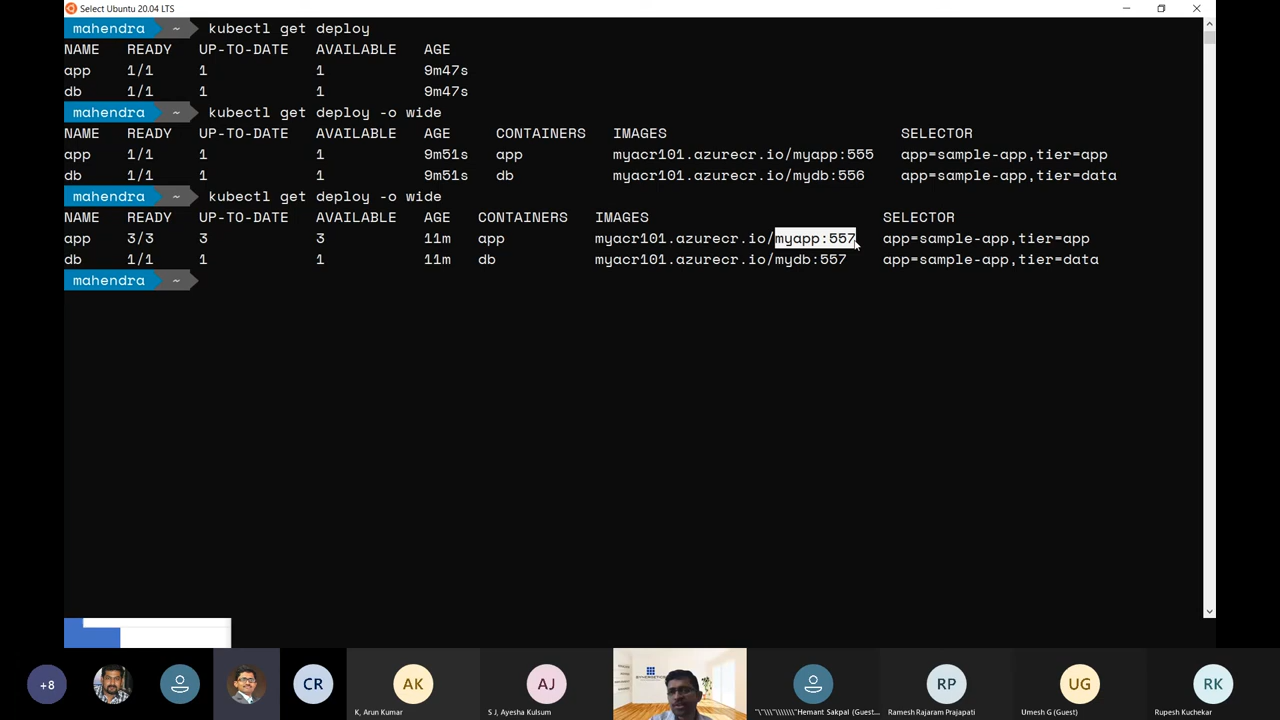 Select Ubuntu 20.04 LTS
mahendra ~ kubectl get deploy
NAME READY UP-TO-DATE AVAILABLE AGE
app 1/1 1 1 9m47s
db 1/1 1 1 9m47s
mahendra ~ kubectl get deploy -o wide
NAME READY UP-TO-DATE AVAILABLE AGE CONTAINERS IMAGES SELECTOR
app 1/1 1 1 9m51s app myacr101.azurecr.io/myapp:555 app=sample-app,tier=app
db 1/1 1 1 9m51s db myacr101.azurecr.io/mydb:556 app=sample-app,tier=data
mahendra ~ kubectl get deploy -o wide
NAME READY UP-TO-DATE AVAILABLE AGE CONTAINERS IMAGES SELECTOR
app 3/3 3 3 11m app myacr101.azurecr.io/myapp:557 app=sample-app,tier=app
db 1/1 1 1 11m db myacr101.azurecr.io/mydb:557 app=sample-app,tier=data
mahendra ~
+8 CR AK AJ RP UG RK
SYNERGETICS
K, Arun Kumar S J, Ayesha Kulsum "\"\\\"\\\\\\\"Hemant Sakpal (Guest... Ramesh Rajaram Prajapati Umesh G (Guest) Rupesh Kuchekar